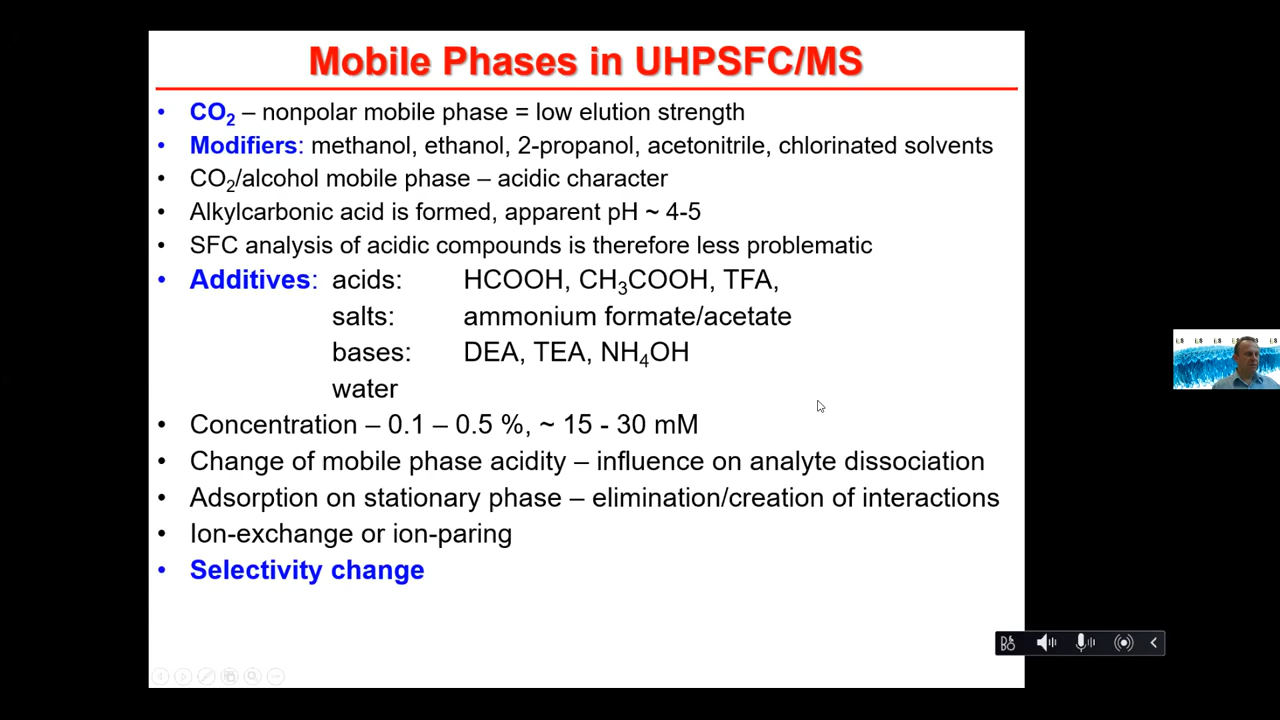 Mobile Phases in UHPSFC/MS
• CO₂ – nonpolar mobile phase = low elution strength
• Modifiers: methanol, ethanol, 2-propanol, acetonitrile, chlorinated solvents
• CO₂/alcohol mobile phase – acidic character
• Alkylcarbonic acid is formed, apparent pH ~ 4-5
• SFC analysis of acidic compounds is therefore less problematic
• Additives: acids: HCOOH, CH₃COOH, TFA,
salts: ammonium formate/acetate
bases: DEA, TEA, NH₄OH
water
• Concentration – 0.1 – 0.5 %, ~ 15 - 30 mM
• Change of mobile phase acidity – influence on analyte dissociation
• Adsorption on stationary phase – elimination/creation of interactions
• Ion-exchange or ion-paring
• Selectivity change